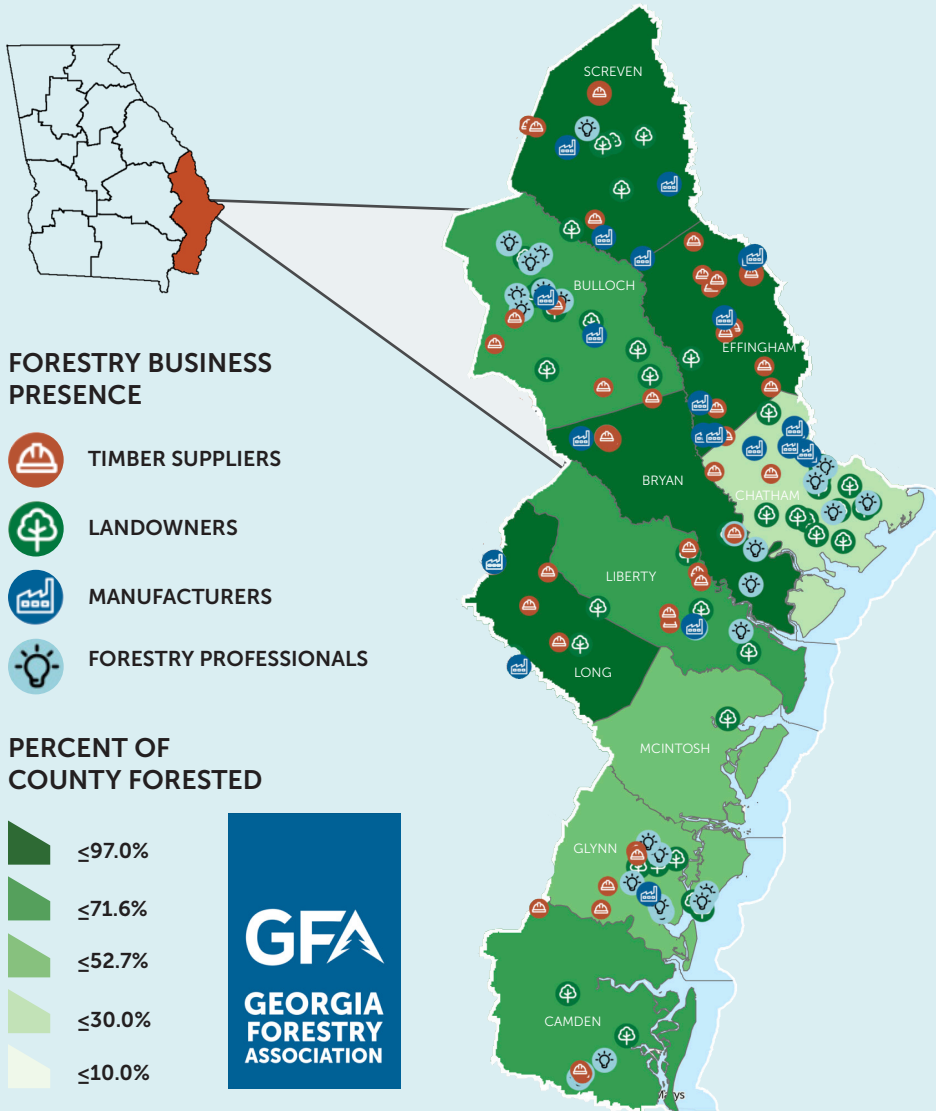 SCREVEN
BULLOCH
EFFINGHAM
FORESTRY BUSINESS
PRESENCE
TIMBER SUPPLIERS
LANDOWNERS
MANUFACTURERS
FORESTRY PROFESSIONALS
BRYAN
CHATHAM
LIBERTY
LONG
MCINTOSH
GLYNN
CAMDEN
PERCENT OF
COUNTY FORESTED
≤97.0%
≤71.6%
≤52.7%
≤30.0%
≤10.0%
GFA
GEORGIA
FORESTRY
ASSOCIATION